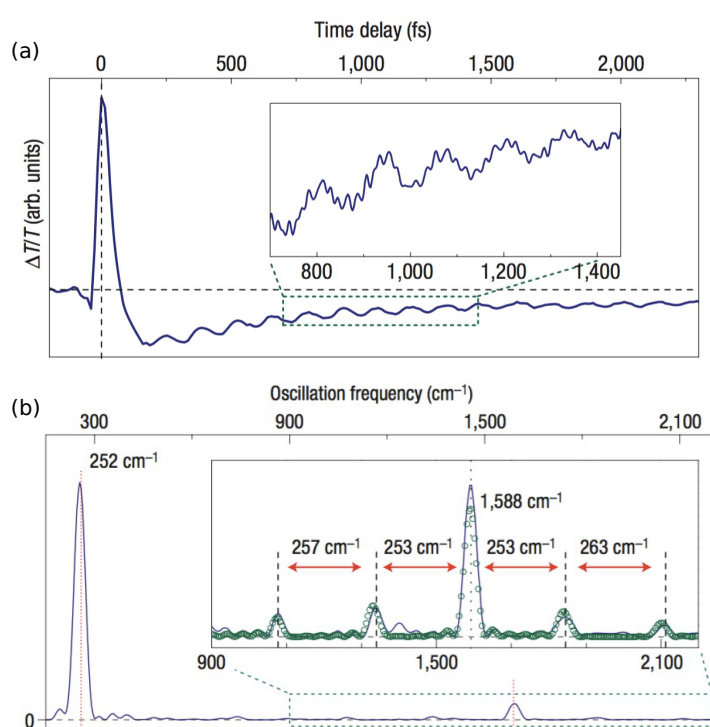 Time delay (fs)
(a)
0 500 1,000 1,500 2,000
ΔT/T (arb. units)
800 1,000 1,200 1,400
(b)
Oscillation frequency (cm⁻¹)
300 900 1,500 2,100
252 cm⁻¹
1,588 cm⁻¹
257 cm⁻¹ 253 cm⁻¹ 253 cm⁻¹ 263 cm⁻¹
900 1,500 2,100
0